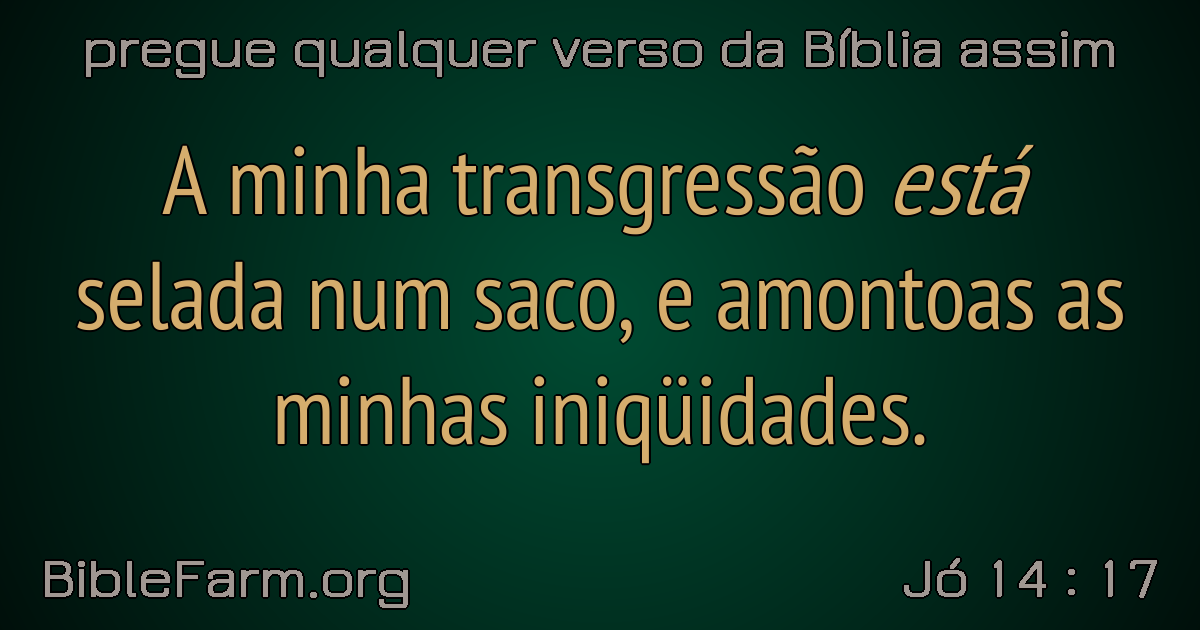 pregue qualquer verso da Bíblia assim
A minha transgressão está
selada num saco, e amontoas as
minhas iniqüidades.
BibleFarm.org
Jó 14 : 17